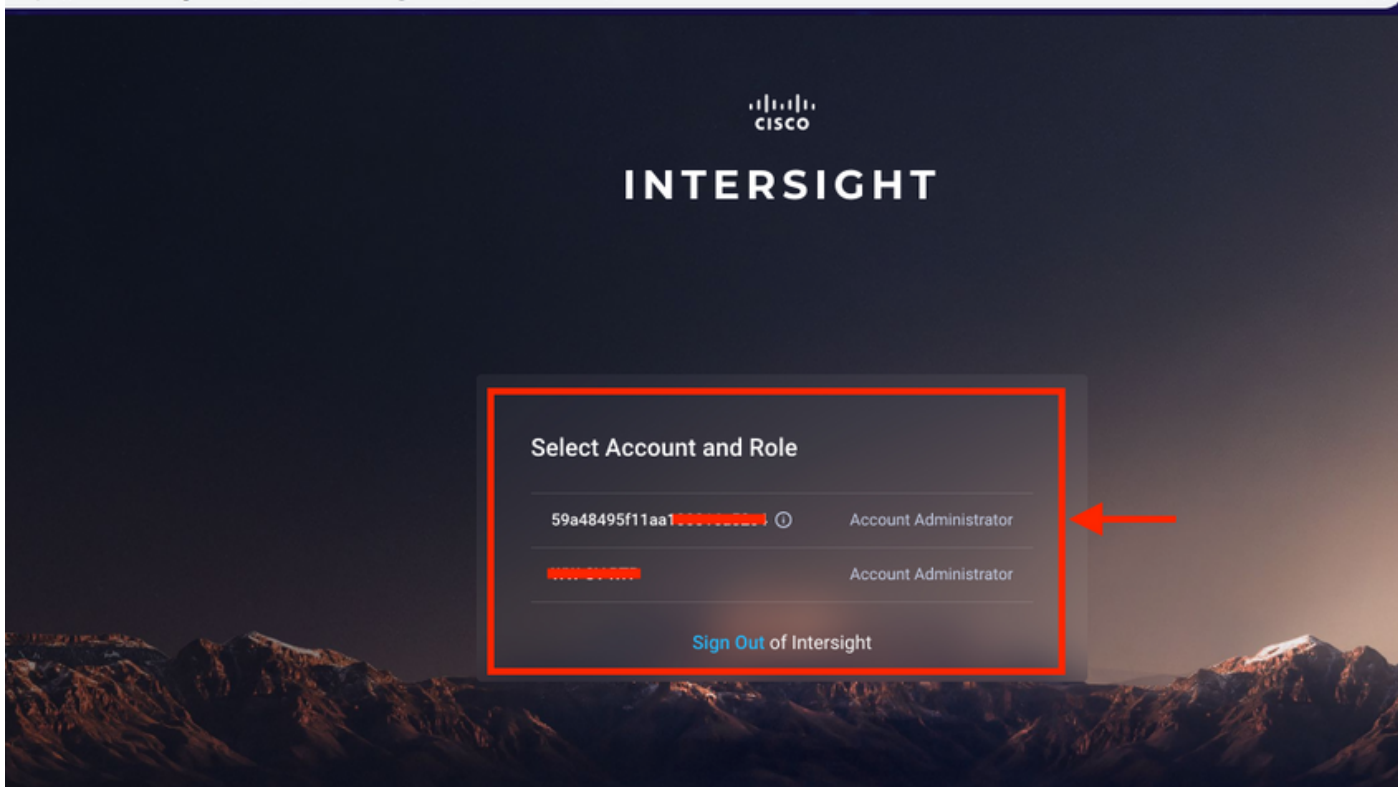 CISCO
INTERSIGHT
Select Account and Role
59a48495f11aa1 Account Administrator
Account Administrator
Sign Out of Intersight